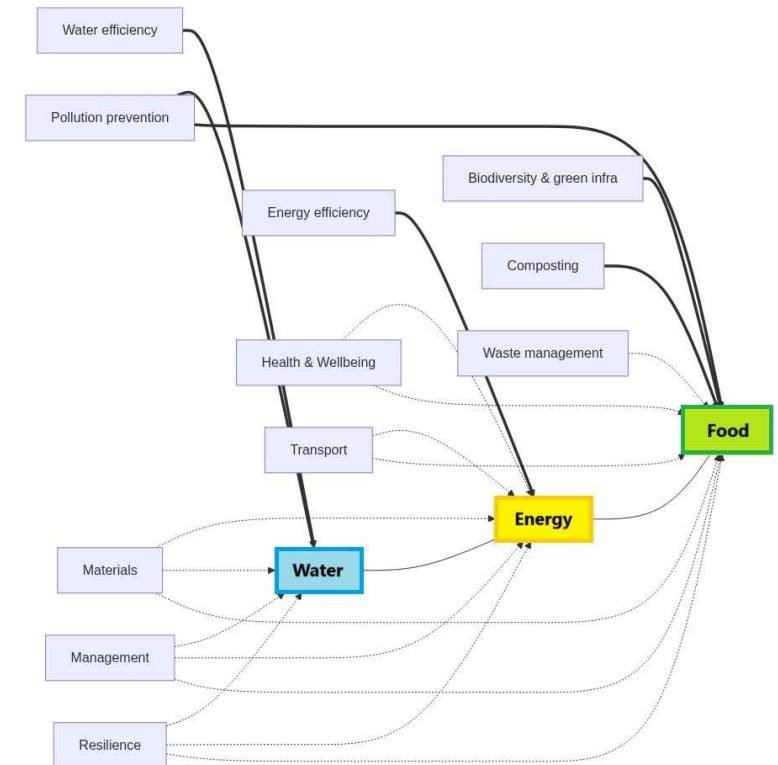 Water efficiency
Pollution prevention
Biodiversity & green infra
Energy efficiency
Composting
Health & Wellbeing
Waste management
Food
Transport
Energy
Materials
Water
Management
Resilience